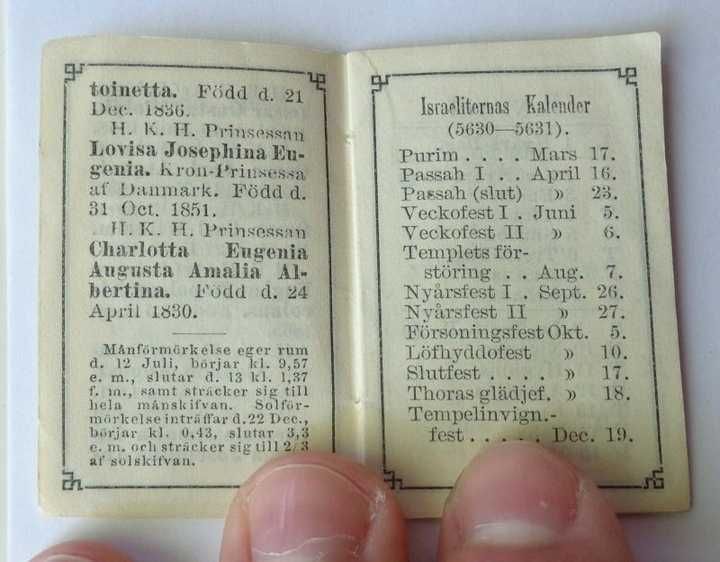 toinetta. Född d. 21
Dec. 1836.
H. K. H. Prinsessan
Lovisa Josephina Eu-
genia. Kron-Prinsessa
af Danmark. Född d.
31 Oct. 1851.
H. K. H. Prinsessan
Charlotta Eugenia
Augusta Amalia Al-
bertina. Född d. 24
April 1830.
Månförmörkelse eger rum
d. 12 Juli, börjar kl. 9,57
e. m., slutar d. 13 kl. 1,37
f. m., samt sträcker sig till
hela månskifvan. Solför-
mörkelse inträffar d. 22 Dec.,
börjar kl. 0,43, slutar 3,3
e. m. och sträcker sig till 2/3
af solskifvan.
Israeliternas Kalender
(5630—5631).
Purim . . . . Mars 17.
Passah I . . April 16.
Passah (slut) » 23.
Veckofest I . Juni 5.
Veckofest II » 6.
Templets för-
störing . . Aug. 7.
Nyårsfest I . Sept. 26.
Nyårsfest II » 27.
Försoningsfest Okt. 5.
Löfhyddofest » 10.
Slutfest . . . . » 17.
Thoras glädjef. » 18.
Tempelinvign.-
fest . . . . . Dec. 19.